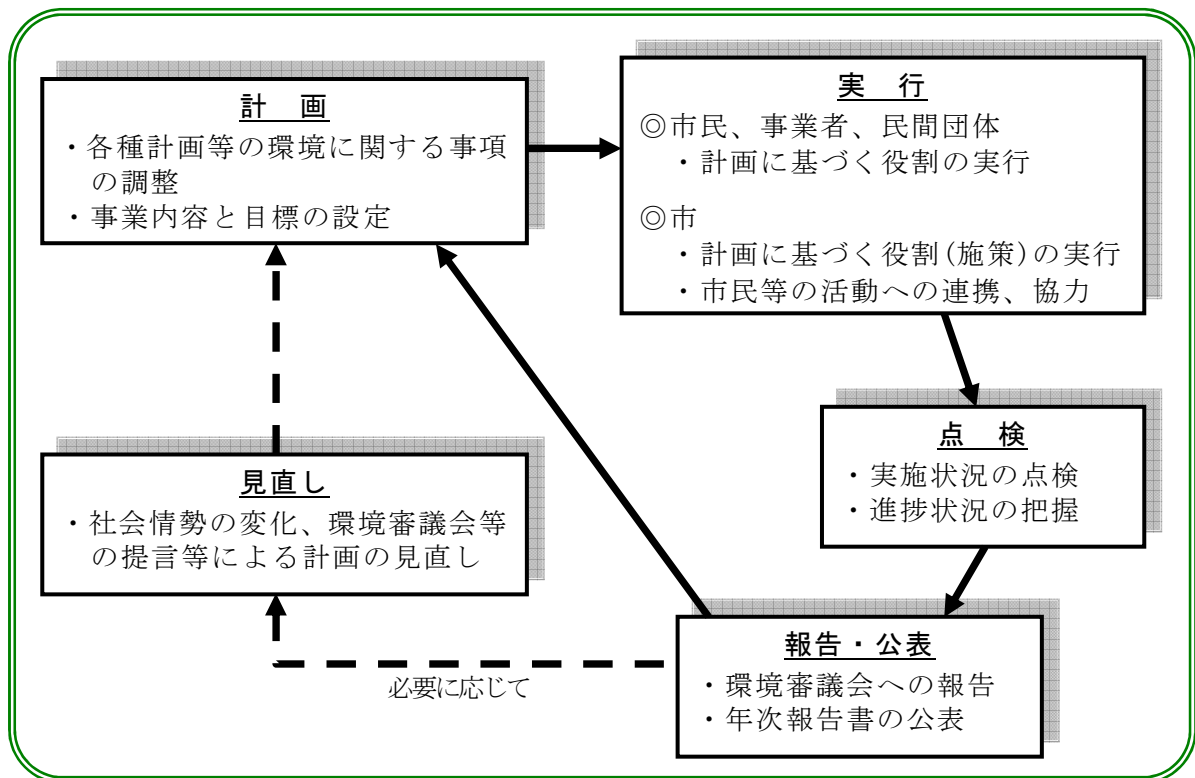 計　画
・各種計画等の環境に関する事項
の調整
・事業内容と目標の設定
実　行
◎市民、事業者、民間団体
・計画に基づく役割の実行
◎市
・計画に基づく役割(施策)の実行
・市民等の活動への連携、協力
点　検
・実施状況の点検
・進捗状況の把握
報告・公表
・環境審議会への報告
・年次報告書の公表
必要に応じて
見直し
・社会情勢の変化、環境審議会等
の提言等による計画の見直し